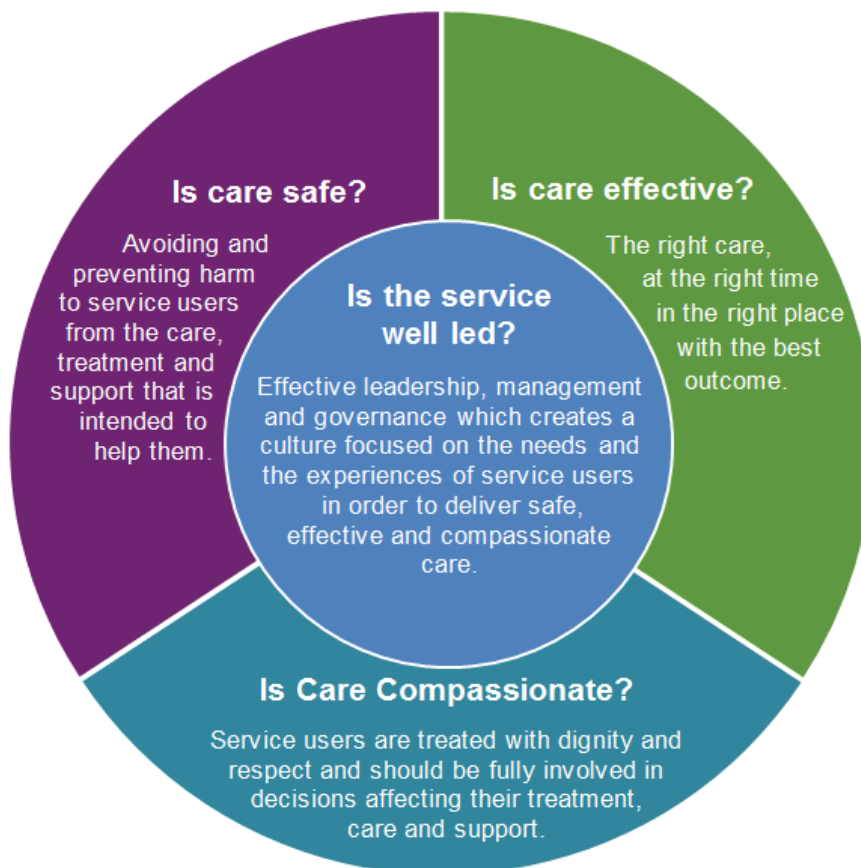 Is care safe?
Avoiding and
preventing harm
to service users
from the care,
treatment and
support that is
intended to
help them.
Is care effective?
The right care,
at the right time
in the right place
with the best
outcome.
Is the service
well led?
Effective leadership, management
and governance which creates a
culture focused on the needs and
the experiences of service users
in order to deliver safe,
effective and compassionate
care.
Is Care Compassionate?
Service users are treated with dignity and
respect and should be fully involved in
decisions affecting their treatment,
care and support.